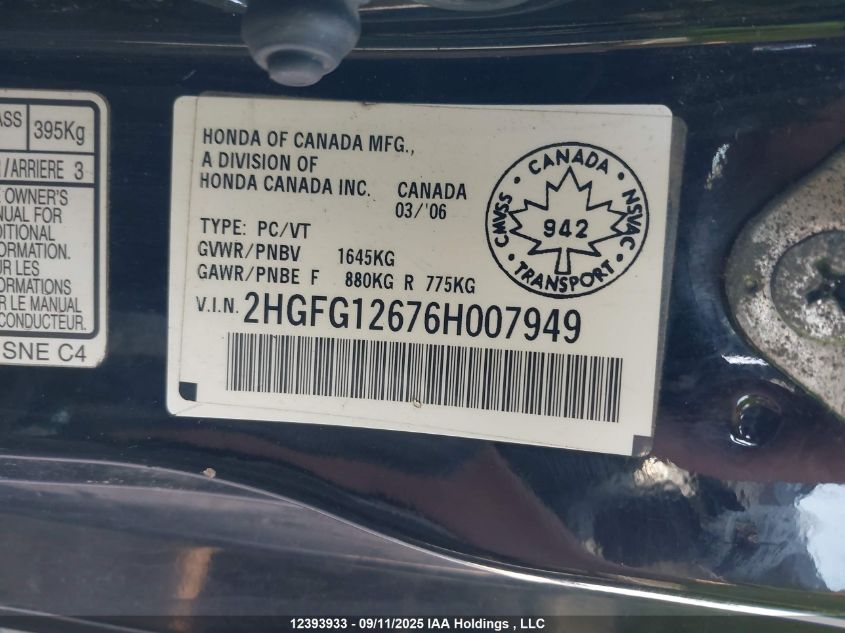 ASS 395Kg
R/ARRIERE 3
OWNER'S
NUAL FOR
DITIONAL
ORMATION.
UR LES
FORMATIONS
R LE MANUEL
CONDUCTEUR.
SNE C4
HONDA OF CANADA MFG.,
A DIVISION OF
HONDA CANADA INC. CANADA
03/'06
TYPE: PC/VT
GVWR/PNBV 1645KG
GAWR/PNBE F 880KG R 775KG
V.I.N. 2HGFG12676H007949
CANADA
CMVSS
NSVAC
942
TRANSPORT
12393933 - 09/11/2025 IAA Holdings , LLC